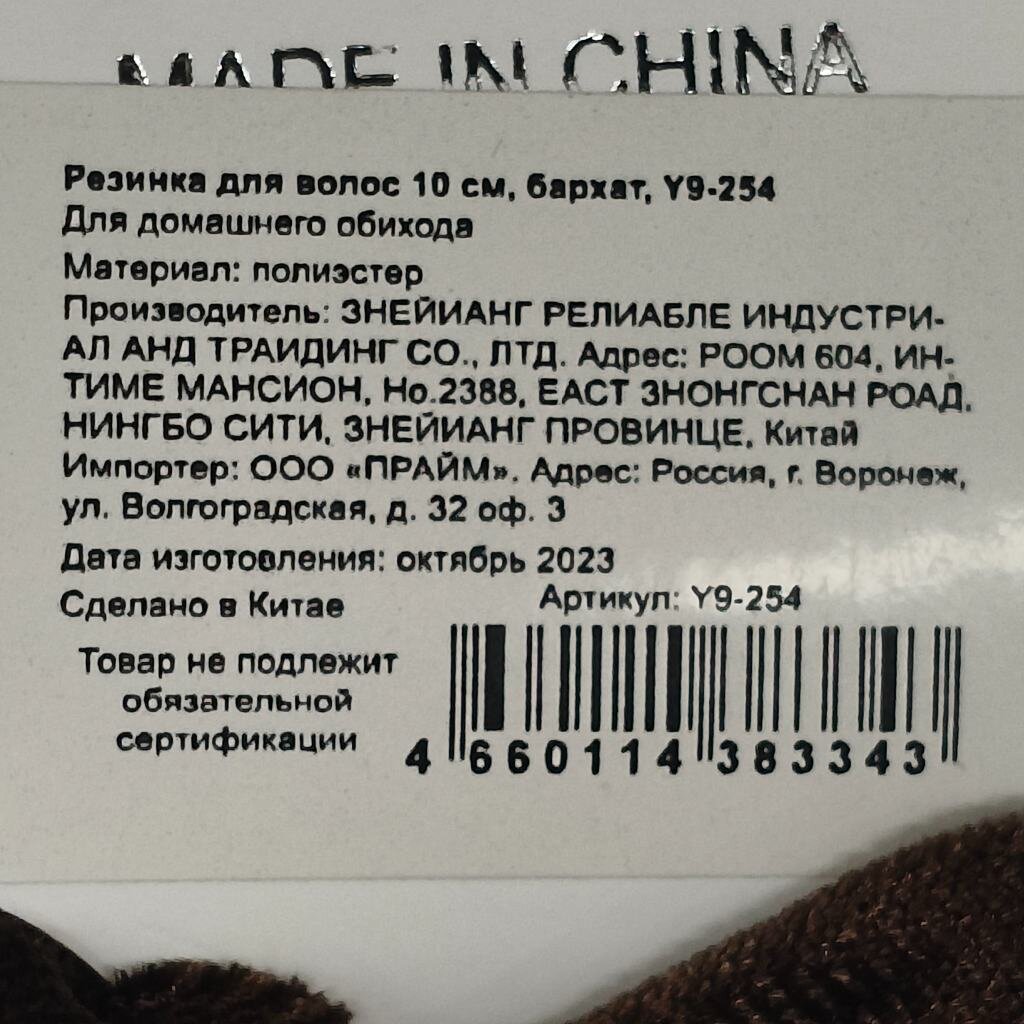 MADE IN CHINA
Резинка для волос 10 см, бархат, Y9-254
Для домашнего обихода
Материал: полиэстер
Производитель: ЗНЕЙИАНГ РЕЛИАБЛЕ ИНДУСТРИ-
АЛ АНД ТРАИДИНГ СО., ЛТД. Адрес: РООМ 604, ИН-
ТИМЕ МАНСИОН, Но.2388, ЕАСТ ЗНОНГСНАН РОАД,
НИНГБО СИТИ, ЗНЕЙИАНГ ПРОВИНЦЕ, Китай
Импортер: ООО «ПРАЙМ». Адрес: Россия, г. Воронеж,
ул. Волгоградская, д. 32 оф. 3
Дата изготовления: октябрь 2023
Сделано в Китае
Артикул: Y9-254
Товар не подлежит
обязательной
сертификации
4 660114 383343